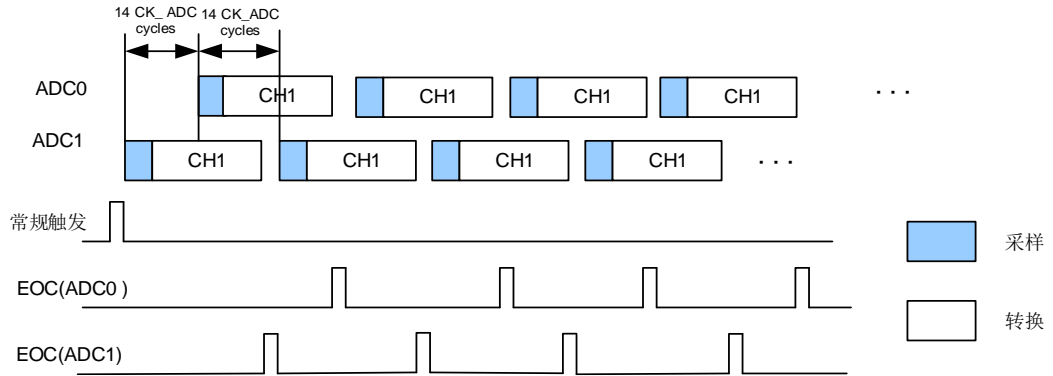 14 CK_ ADC cycles
14 CK_ADC cycles
ADC0
CH1
CH1
CH1
CH1
. . .
ADC1
CH1
CH1
CH1
CH1
. . .
常规触发
采样
EOC(ADC0 )
转换
EOC(ADC1)